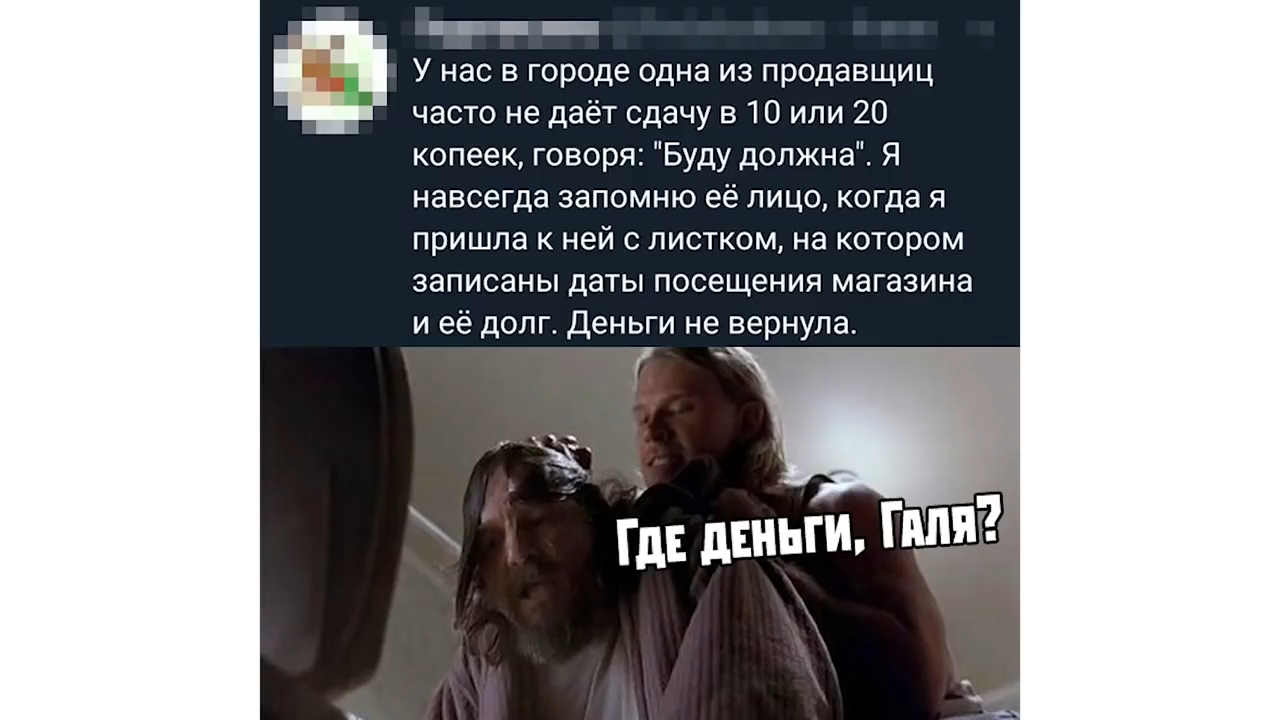 У нас в городе одна из продавщиц
часто не даёт сдачу в 10 или 20
копеек, говоря: "Буду должна". Я
навсегда запомню её лицо, когда я
пришла к ней с листком, на котором
записаны даты посещения магазина
и её долг. Деньги не вернула.
Где деньги, Галя?